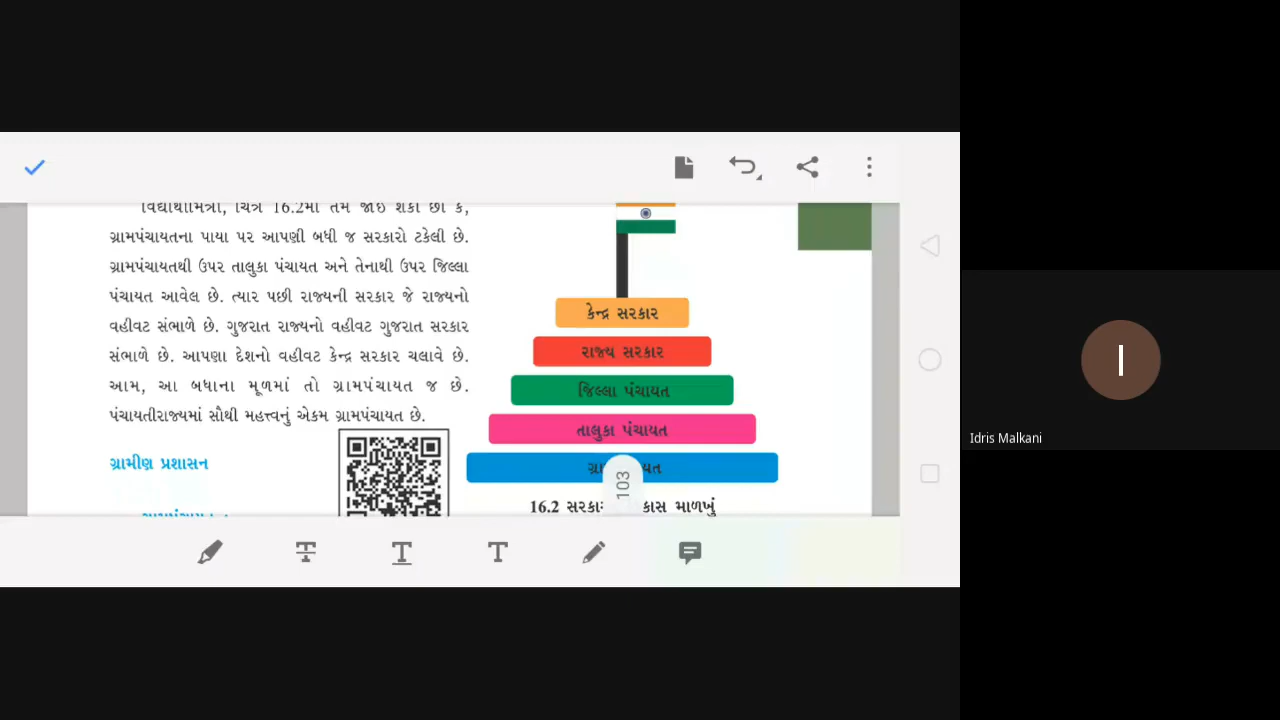 વિદ્યાર્થીમિત્રો, ચિત્ર 16.2માં તમે જોઈ શકો છો કે,
ગ્રામપંચાયતના પાયા પર આપણી બધી જ સરકારો ટકેલી છે.
ગ્રામપંચાયતથી ઉપર તાલુકા પંચાયત અને તેનાથી ઉપર જિલ્લા
પંચાયત આવેલ છે. ત્યાર પછી રાજ્યની સરકાર જે રાજ્યનો
વહીવટ સંભાળે છે. ગુજરાત રાજ્યનો વહીવટ ગુજરાત સરકાર
સંભાળે છે. આપણા દેશનો વહીવટ કેન્દ્ર સરકાર ચલાવે છે.
આમ, આ બધાના મૂળમાં તો ગ્રામપંચાયત જ છે.
પંચાયતીરાજ્યમાં સૌથી મહત્ત્વનું એકમ ગ્રામપંચાયત છે.
ગ્રામીણ પ્રશાસન
કેન્દ્ર સરકાર
રાજ્ય સરકાર
જિલ્લા પંચાયત
તાલુકા પંચાયત
103
16.2 માળખું
T
T
T
I
Idris Malkani